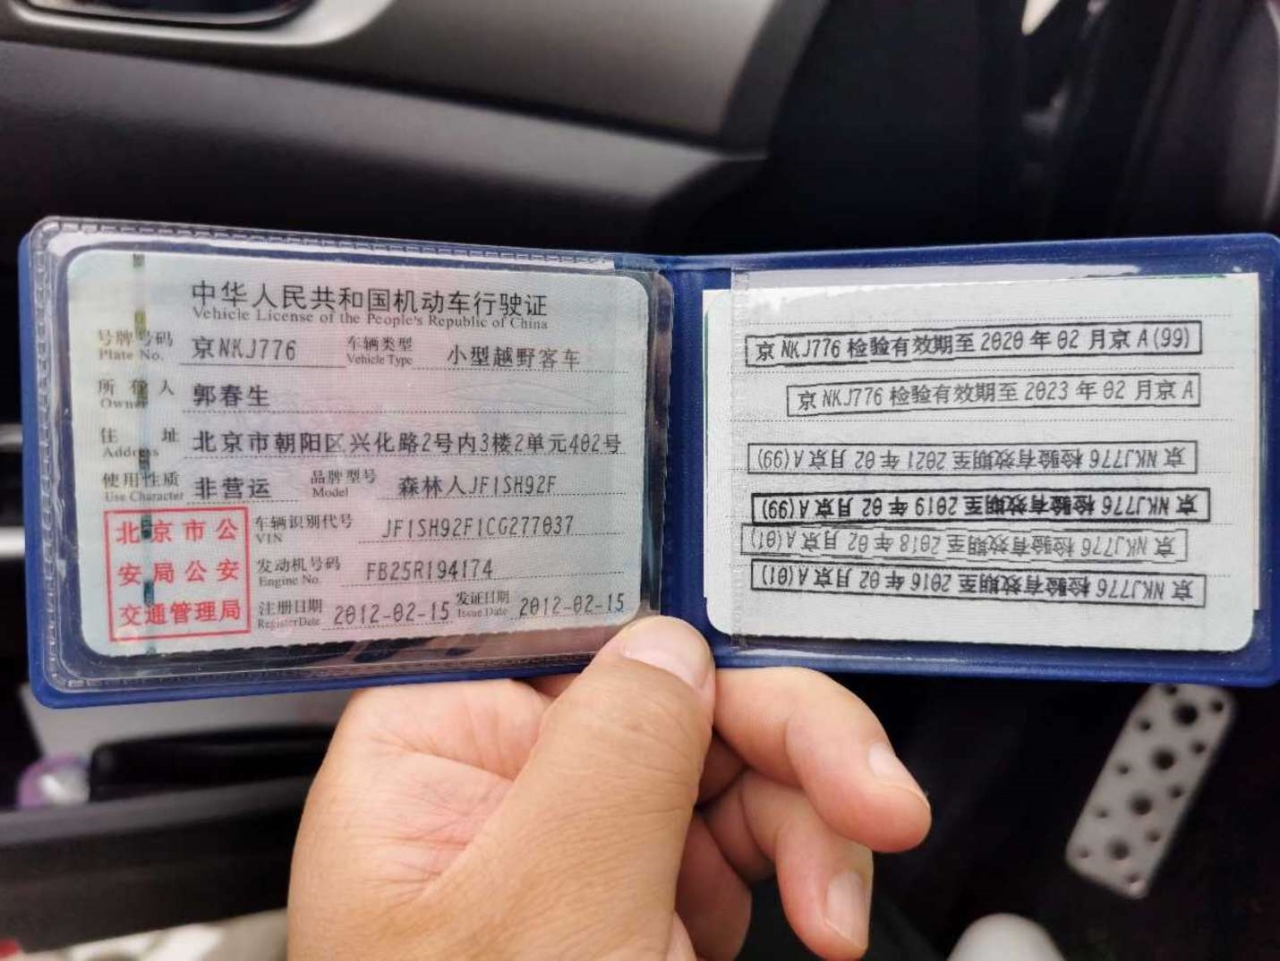 中华人民共和国机动车行驶证
Vehicle License of the People's Republic of China
号牌号码 京NKJ776 车辆类型 小型越野客车
Plate No. Vehicle Type
所有人 郭春生
Owner
住址 北京市朝阳区兴化路2号内3楼2单元402号
Address
使用性质 非营运 品牌型号 森林人JF1SH92F
Use Character Model
北京市公
安局公安
交通管理局
车辆识别代号 JF1SH92F1CG277037
VIN
发动机号码 FB25R194174
Engine No.
注册日期 2012-02-15 发证日期 2012-02-15
Register Date Issue Date
京NKJ776检验有效期至2020年02月京A(99)
京NKJ776检验有效期至2023年02月京A
京NKJ776检验有效期至2021年02月京A(99)
京NKJ776检验有效期至2019年02月京A(99)
京NKJ776检验有效期至2018年02月京A(01)
京NKJ776检验有效期至2016年02月京A(01)